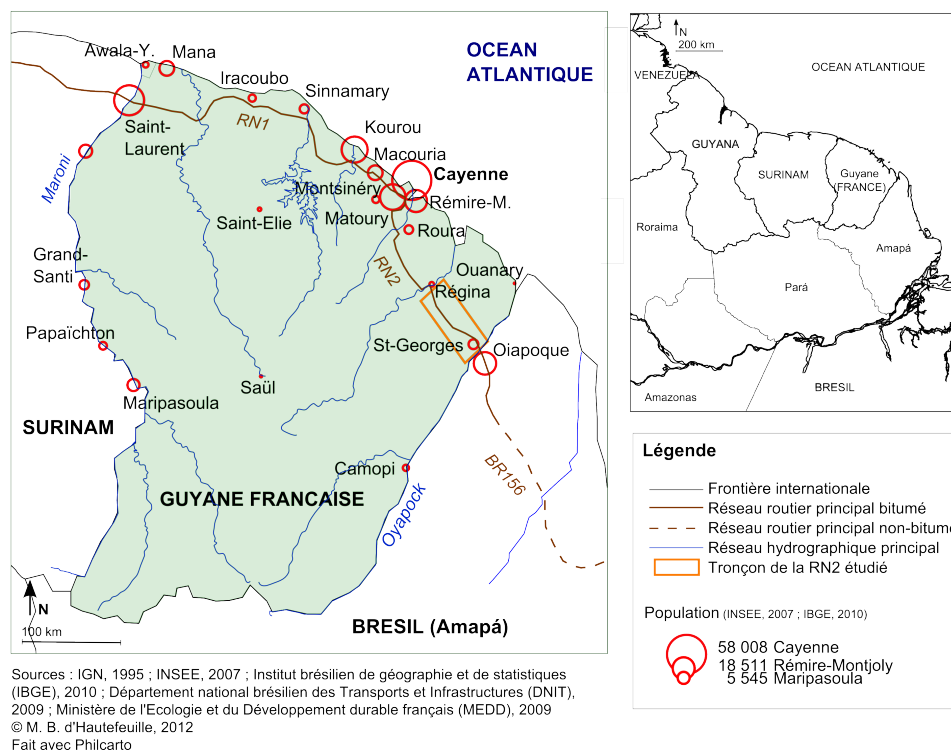 OCEAN
ATLANTIQUE
Awala-Y.
Mana
Iracoubo
Sinnamary
RN1
Saint-
Laurent
Kourou
Macouria
Cayenne
Maroni
Montsinéry
Rémire-M.
Matoury
Saint-Elie
Roura
Grand-
Santi
RN2
Ouanary
Régina
Papaïchton
St-Georges
Oiapoque
Saül
Maripasoula
SURINAM
Camopi
BR156
GUYANE FRANCAISE
Oyapock
N
100 km
BRESIL (Amapá)
N
200 km
VENEZUELA
OCEAN ATLANTIQUE
GUYANA
SURINAM
Guyane
(FRANCE)
Roraima
Amapá
Pará
Amazonas
BRESIL
Légende
Frontière internationale
Réseau routier principal bitumé
Réseau routier principal non-bitumé
Réseau hydrographique principal
Tronçon de la RN2 étudié
Population (INSEE, 2007 ; IBGE, 2010)
58 008 Cayenne
18 511 Rémire-Montjoly
5 545 Maripasoula
Sources : IGN, 1995 ; INSEE, 2007 ; Institut brésilien de géographie et de statistiques
(IBGE), 2010 ; Département national brésilien des Transports et Infrastructures (DNIT),
2009 ; Ministère de l'Ecologie et du Développement durable français (MEDD), 2009
© M. B. d'Hautefeuille, 2012
Fait avec Philcarto